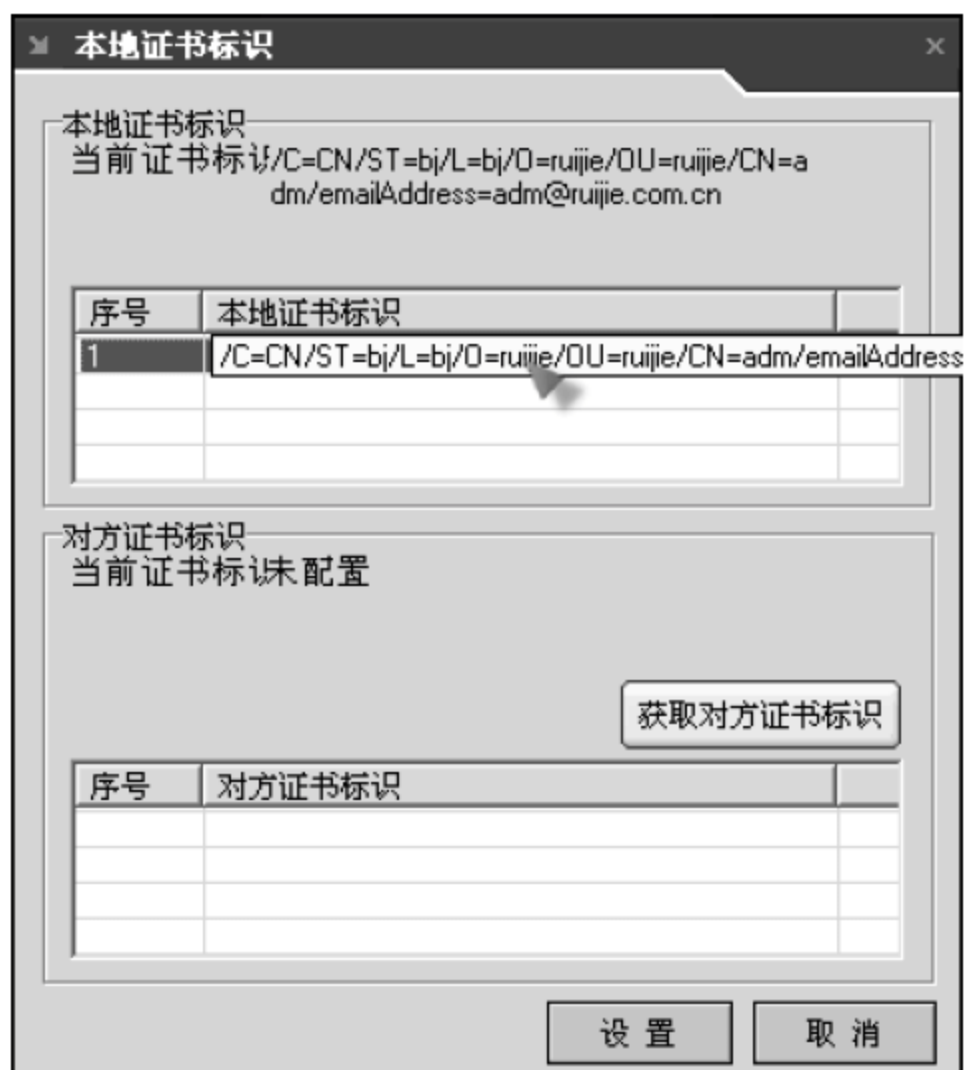 本地证书标识
本地证书标识
当前证书标识/C=CN/ST=bj/L=bj/O=ruijie/OU=ruijie/CN=a
dm/emailAddress=adm@ruijie.com.cn
序号 本地证书标识
1 /C=CN/ST=bj/L=bj/O=ruijie/OU=ruijie/CN=adm/emailAddress
对方证书标识
当前证书标识未配置
获取对方证书标识
序号 对方证书标识
设置 取消